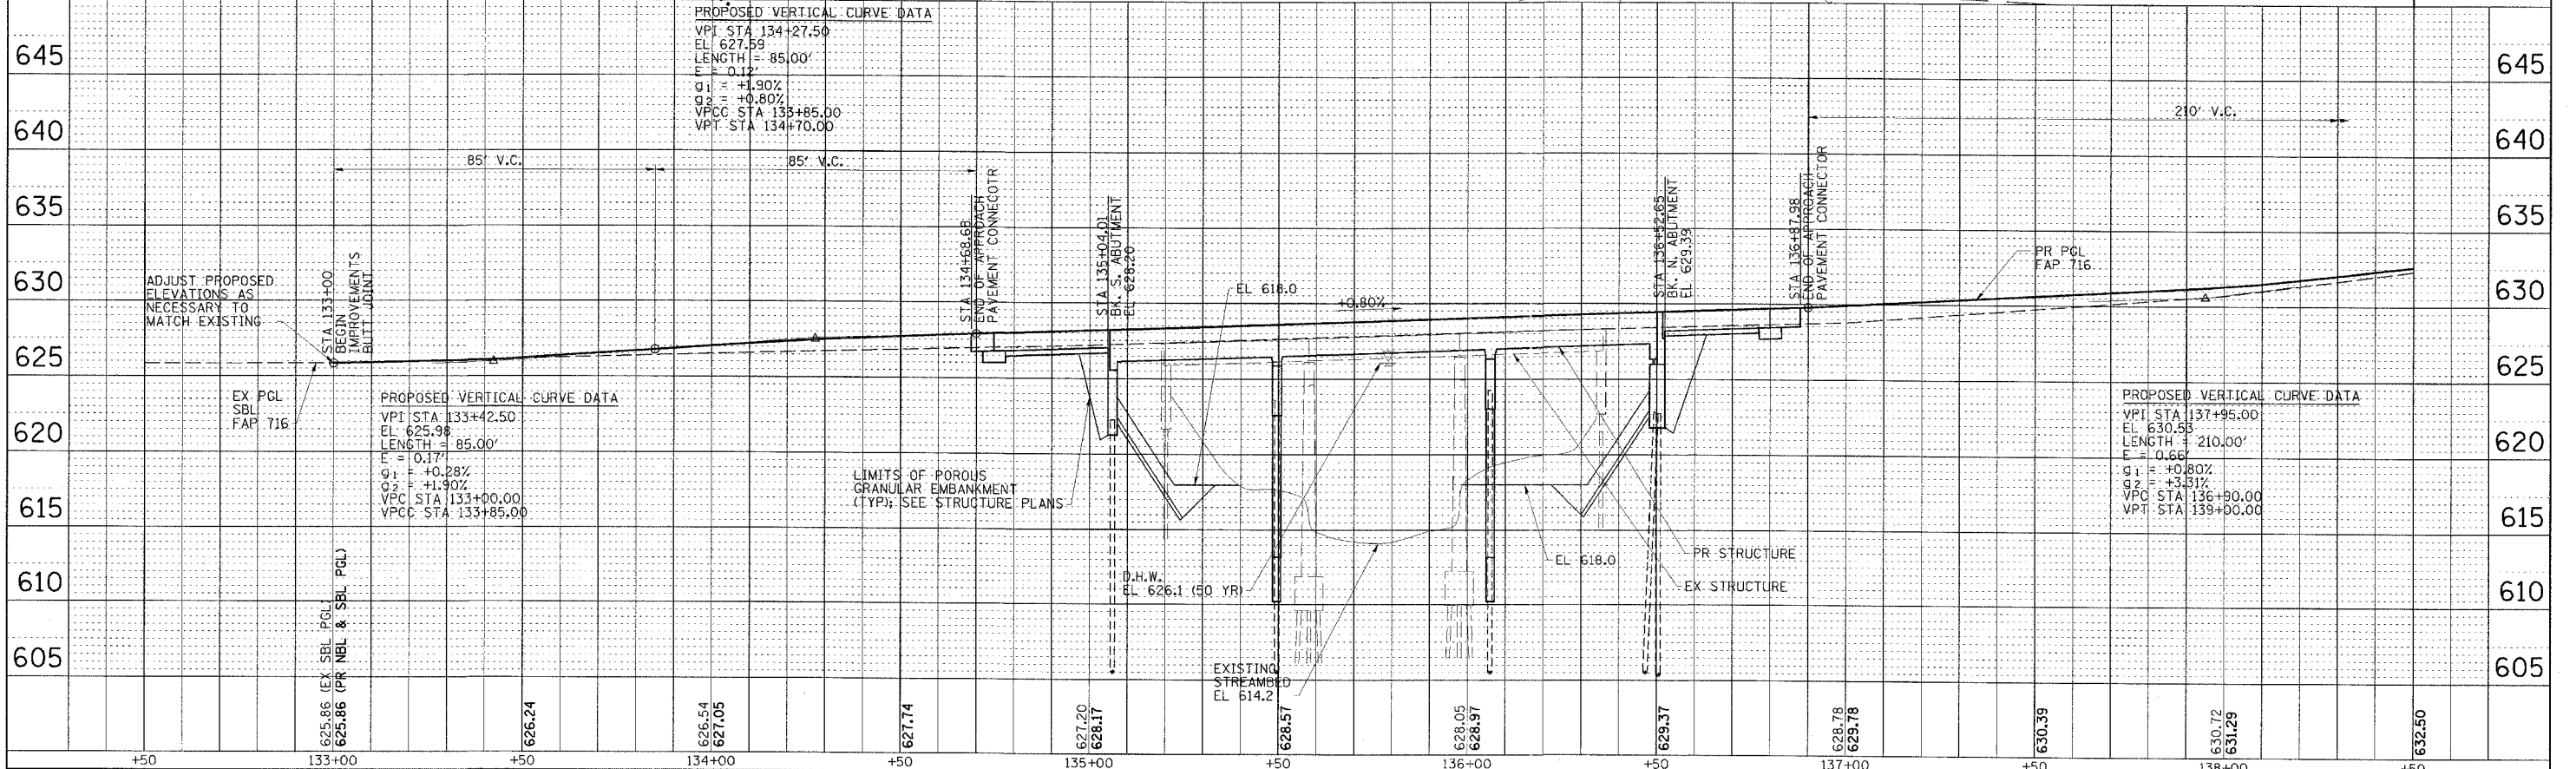 PROPOSED VERTICAL CURVE DATA
VPI STA 134+27.50
EL 627.59
LENGTH = 85.00'
E = 0.12'
g1 = +1.90%
g2 = +0.80%
VPCC STA 133+85.00
VPT STA 134+70.00
645
640
635
630
625
620
615
610
605
645
640
635
630
625
620
615
610
605
85' V.C.
85' V.C.
210' V.C.
ADJUST PROPOSED
ELEVATIONS AS
NECESSARY TO
MATCH EXISTING
STA 133+00
BEGIN
IMPROVEMENTS
BUTT JOINT
STA 134+68.68
END OF APPROACH
PAVEMENT CONNECOTR
STA 135+04.01
BK. S. ABUTMENT
EL 628.20
EL 618.0
+0.80%
STA 136+52.65
BK. N. ABUTMENT
EL 629.39
STA 136+87.98
END OF APPROACH
PAVEMENT CONNECTOR
PR PGL
FAP 716
EX PGL
SBL
FAP 716
PROPOSED VERTICAL CURVE DATA
VPI STA 133+42.50
EL 625.98
LENGTH = 85.00'
E = 0.17'
g1 = +0.28%
g2 = +1.90%
VPC STA 133+00.00
VPCC STA 133+85.00
LIMITS OF POROUS
GRANULAR EMBANKMENT
(TYP); SEE STRUCTURE PLANS
D.H.W.
EL 626.1 (50 YR)
EXISTING
STREAMBED
EL 614.2
EL 618.0
PR STRUCTURE
EX STRUCTURE
PROPOSED VERTICAL CURVE DATA
VPI STA 137+95.00
EL 630.53
LENGTH = 210.00'
E = 0.66'
g1 = +0.80%
g2 = +3.31%
VPC STA 136+90.00
VPT STA 139+00.00
625.86 (EX SBL PGL)
625.86 (PR NBL & SBL PGL)
626.24
626.54
627.05
627.74
627.20
628.17
628.57
628.05
628.97
629.37
628.78
629.78
630.39
630.72
631.29
632.50
+50
133+00
+50
134+00
+50
135+00
+50
136+00
+50
137+00
+50
138+00
+50